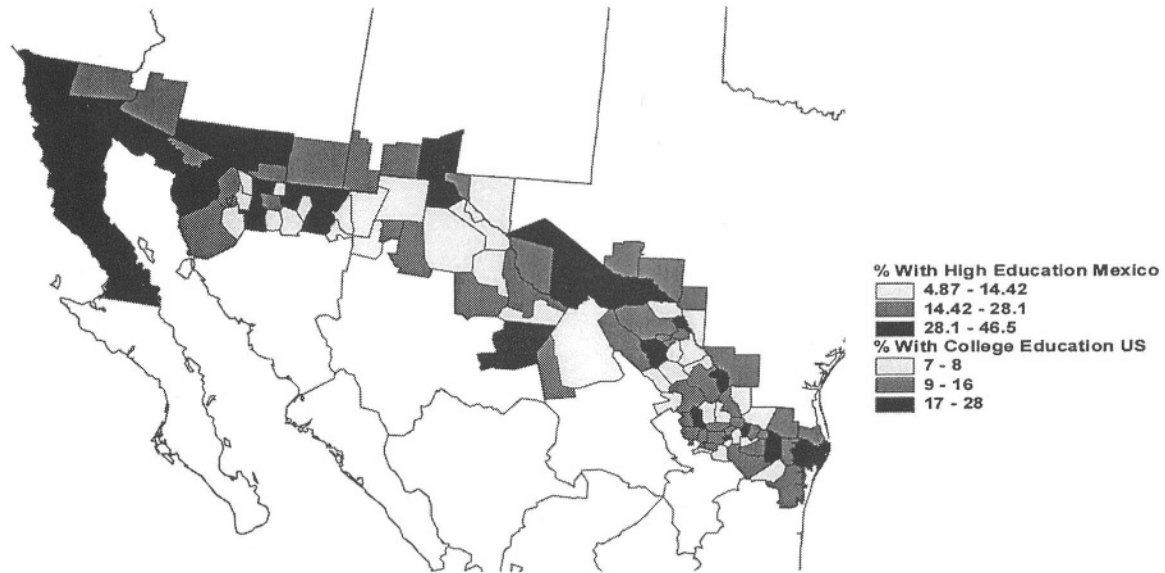 % With High Education Mexico
4.87 - 14.42
14.42 - 28.1
28.1 - 46.5
% With College Education US
7 - 8
9 - 16
17 - 28